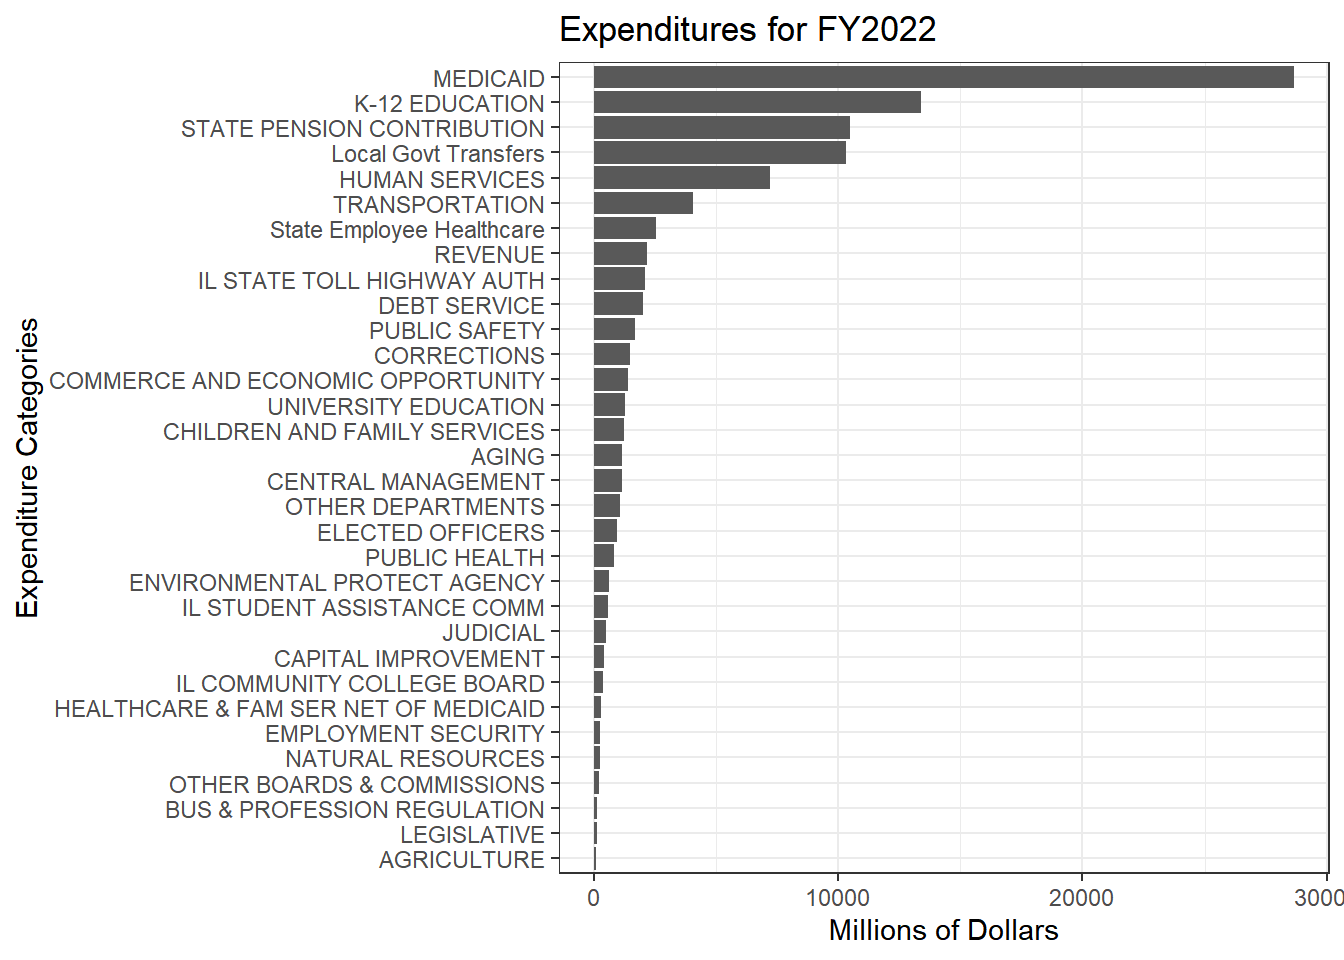 Expenditures for FY2022
MEDICAID
K-12 EDUCATION
STATE PENSION CONTRIBUTION
Local Govt Transfers
HUMAN SERVICES
TRANSPORTATION
State Employee Healthcare
REVENUE
IL STATE TOLL HIGHWAY AUTH
DEBT SERVICE
PUBLIC SAFETY
CORRECTIONS
COMMERCE AND ECONOMIC OPPORTUNITY
UNIVERSITY EDUCATION
CHILDREN AND FAMILY SERVICES
AGING
CENTRAL MANAGEMENT
OTHER DEPARTMENTS
ELECTED OFFICERS
PUBLIC HEALTH
ENVIRONMENTAL PROTECT AGENCY
IL STUDENT ASSISTANCE COMM
JUDICIAL
CAPITAL IMPROVEMENT
IL COMMUNITY COLLEGE BOARD
HEALTHCARE & FAM SER NET OF MEDICAID
EMPLOYMENT SECURITY
NATURAL RESOURCES
OTHER BOARDS & COMMISSIONS
BUS & PROFESSION REGULATION
LEGISLATIVE
AGRICULTURE
Expenditure Categories
0 10000 20000 3000
Millions of Dollars